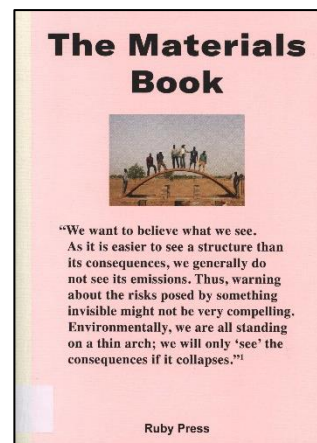 The Materials
Book
“We want to believe what we see.
As it is easier to see a structure than
its consequences, we generally do
not see its emissions. Thus, warning
about the risks posed by something
invisible might not be very compelling.
Environmentally, we are all standing
on a thin arch; we will only ‘see’ the
consequences if it collapses.”¹
Ruby Press